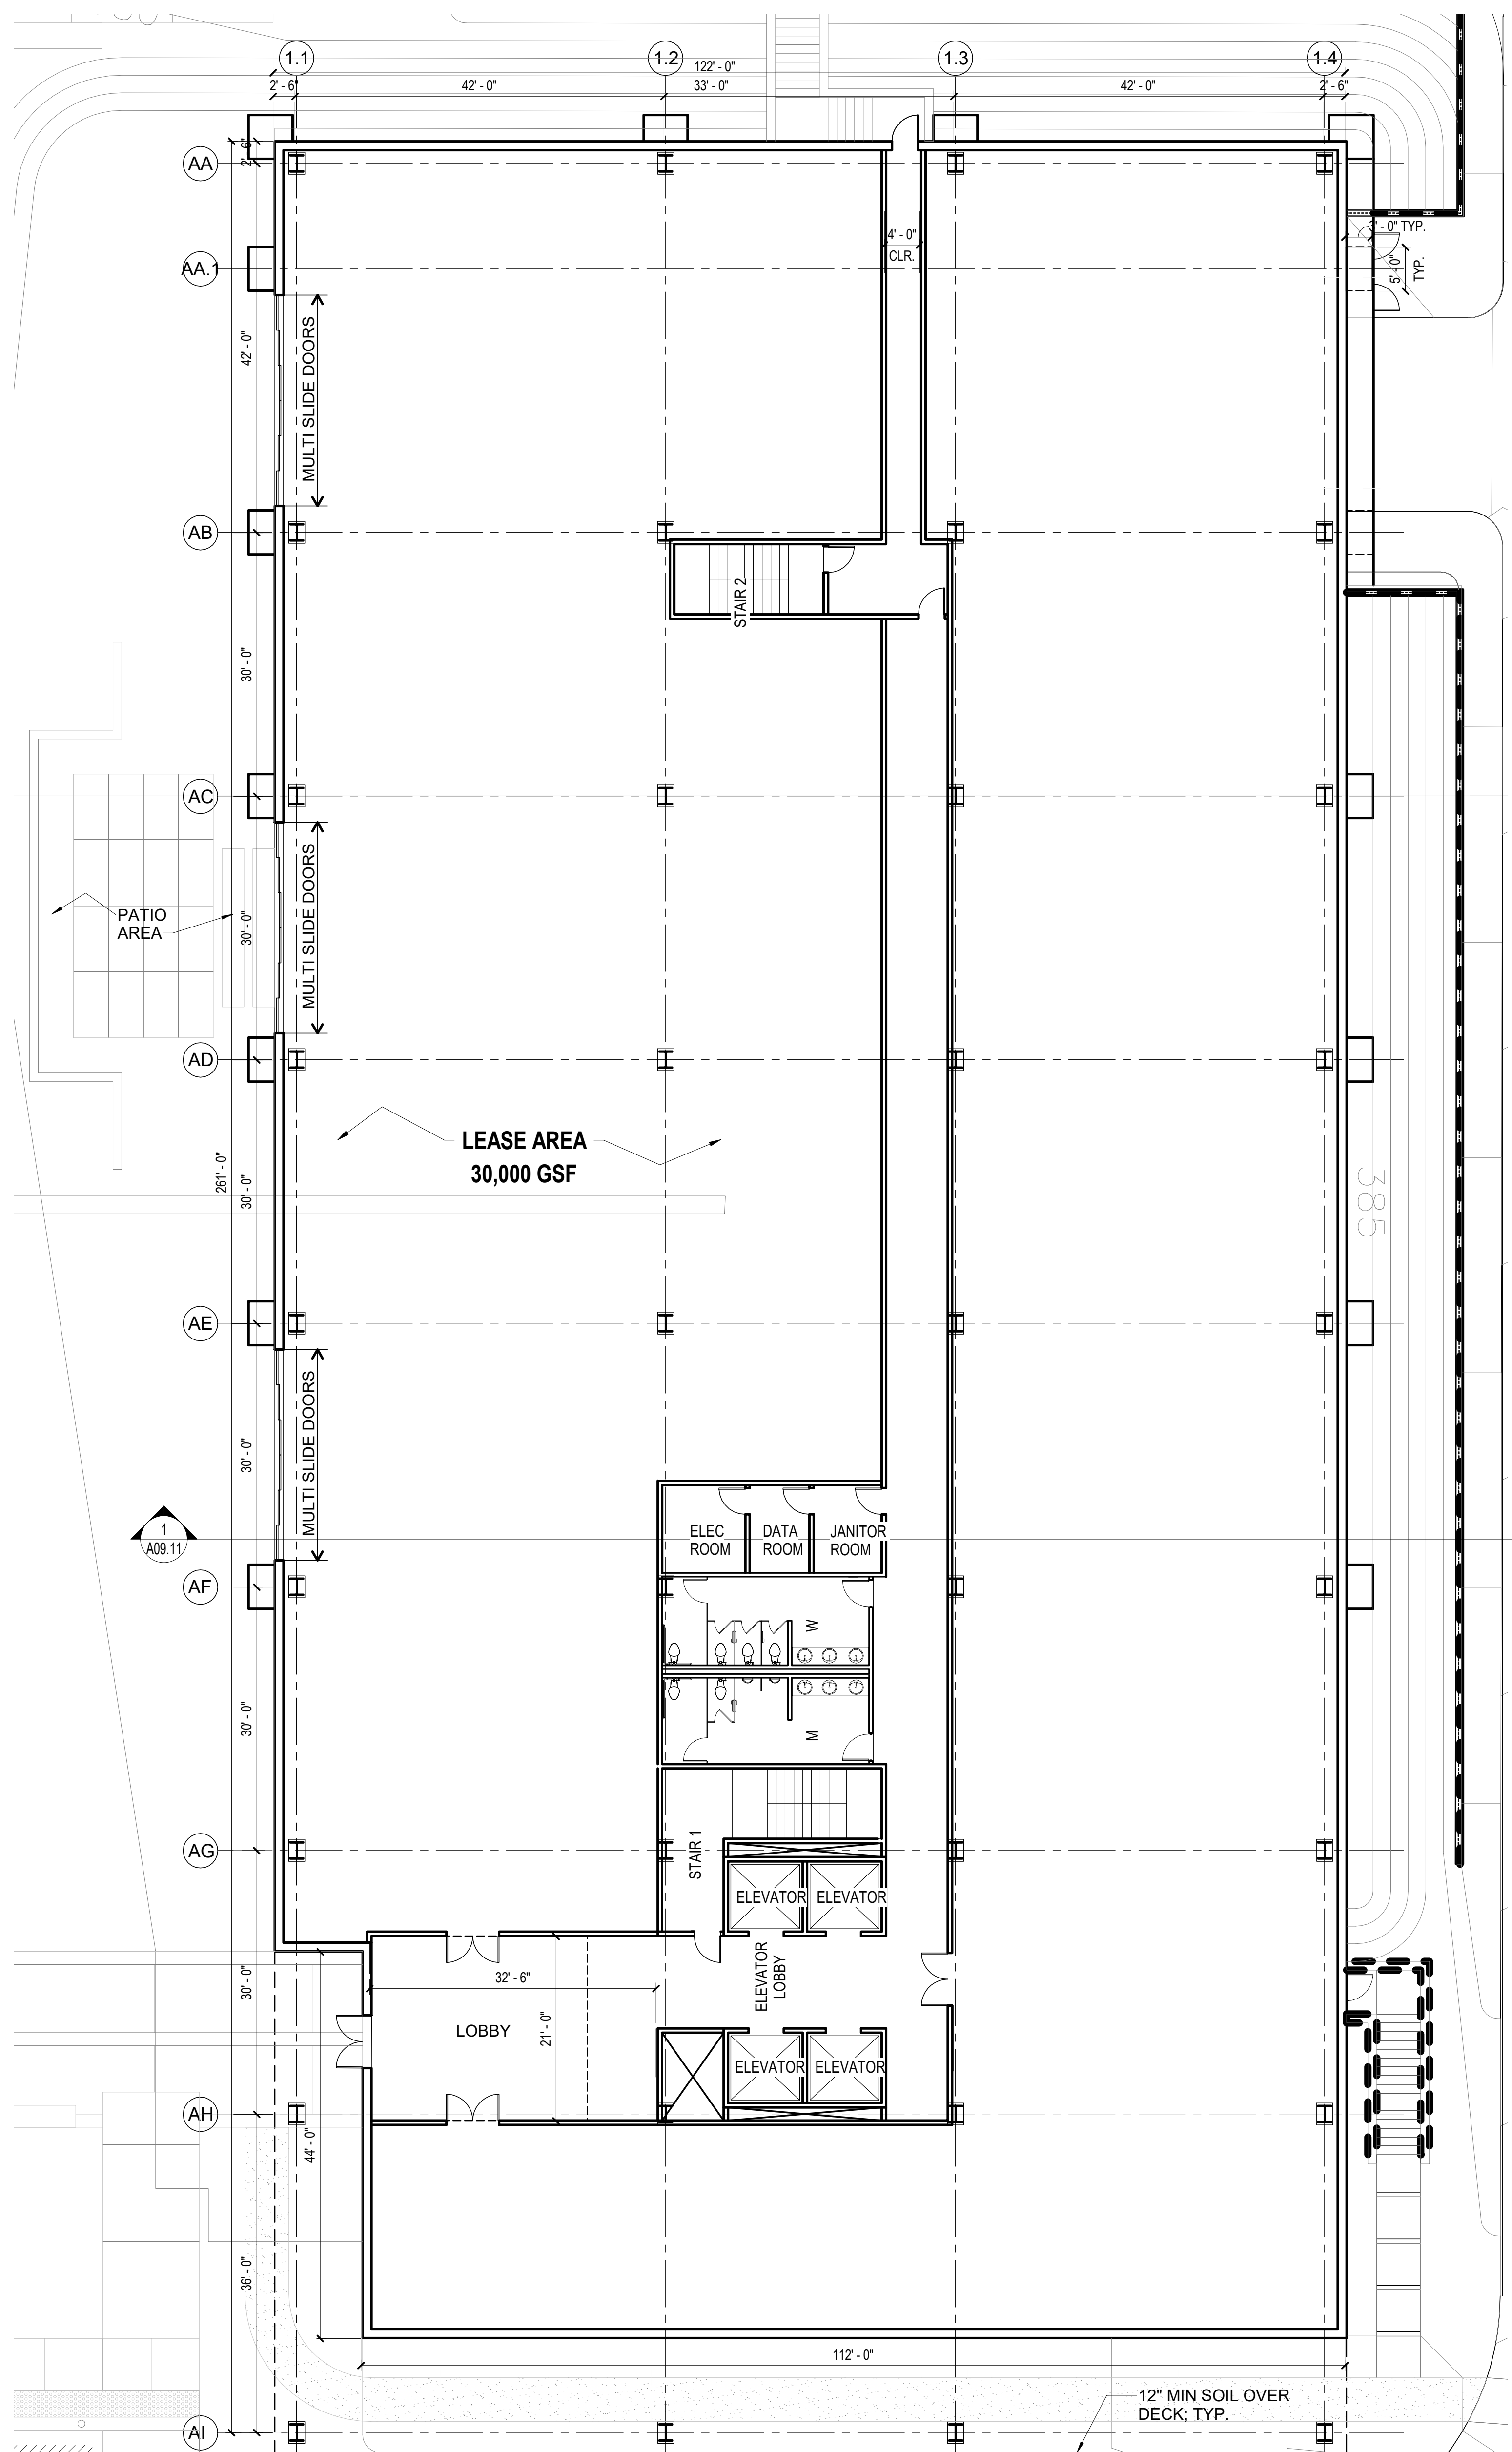 1.1
1.2
1.3
1.4
122' - 0"
2' - 6"
42' - 0"
33' - 0"
42' - 0"
2' - 6"
2' - 6"
AA
3' - 0" TYP.
4' - 0"
CLR.
AA.1
5' - 0"
TYP.
42' - 0"
MULTI SLIDE DOORS
AB
STAIR 2
30' - 0"
AC
PATIO
AREA
30' - 0"
MULTI SLIDE DOORS
AD
LEASE AREA
30,000 GSF
261' - 0"
30' - 0"
385
AE
30' - 0"
MULTI SLIDE DOORS
1
A09.11
ELEC
ROOM
DATA
ROOM
JANITOR
ROOM
AF
W
30' - 0"
M
AG
STAIR 1
ELEVATOR
ELEVATOR
30' - 0"
32' - 6"
ELEVATOR
LOBBY
LOBBY
21' - 0"
ELEVATOR
ELEVATOR
AH
44' - 0"
36' - 0"
112' - 0"
12" MIN SOIL OVER
DECK; TYP.
AI